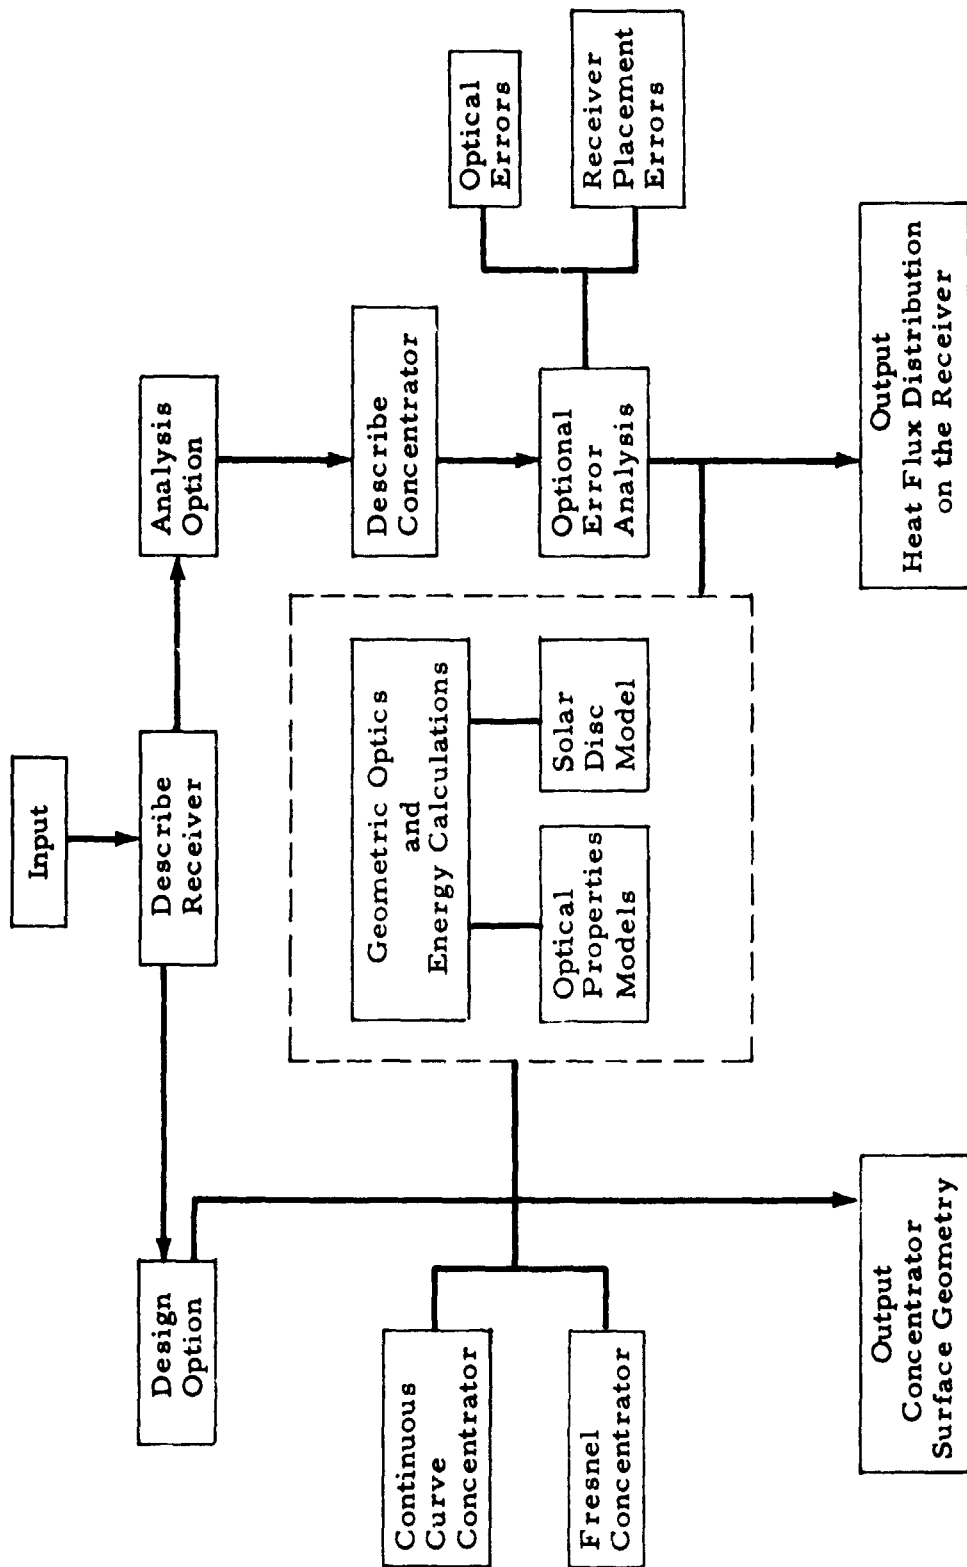 Input
Describe
Receiver
Design
Option
Analysis
Option
Continuous
Curve
Concentrator
Fresnel
Concentrator
Geometric Optics
and
Energy Calculations
Optical
Properties
Models
Solar
Disc
Model
Describe
Concentrator
Optional
Error
Analysis
Optical
Errors
Receiver
Placement
Errors
Output
Concentrator
Surface Geometry
Output
Heat Flux Distribution
on the Receiver